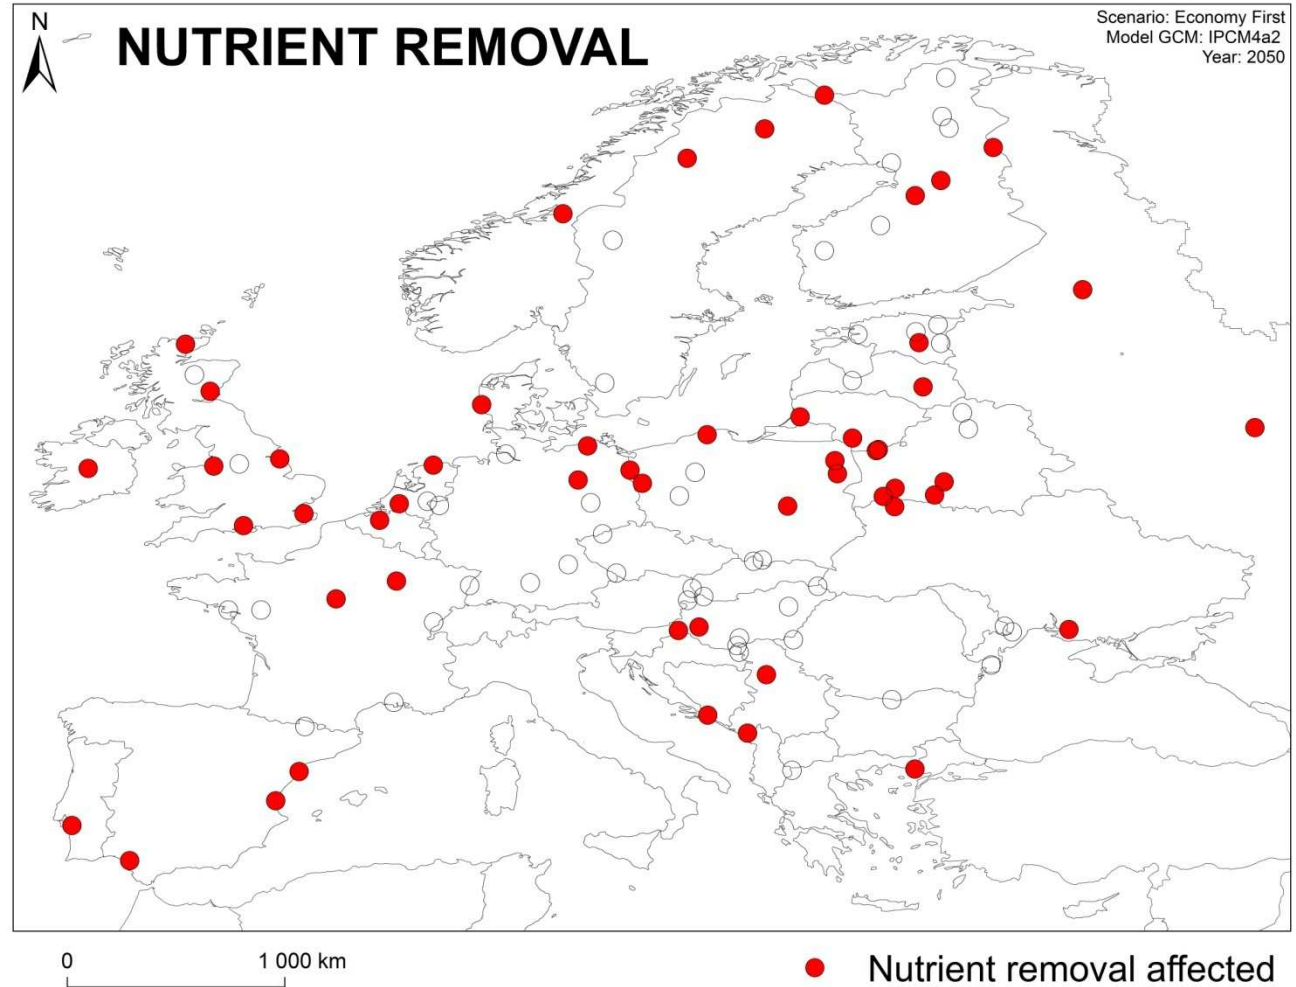 N
NUTRIENT REMOVAL
Scenario: Economy First
Model GCM: IPCM4a2
Year: 2050
0 1 000 km
Nutrient removal affected